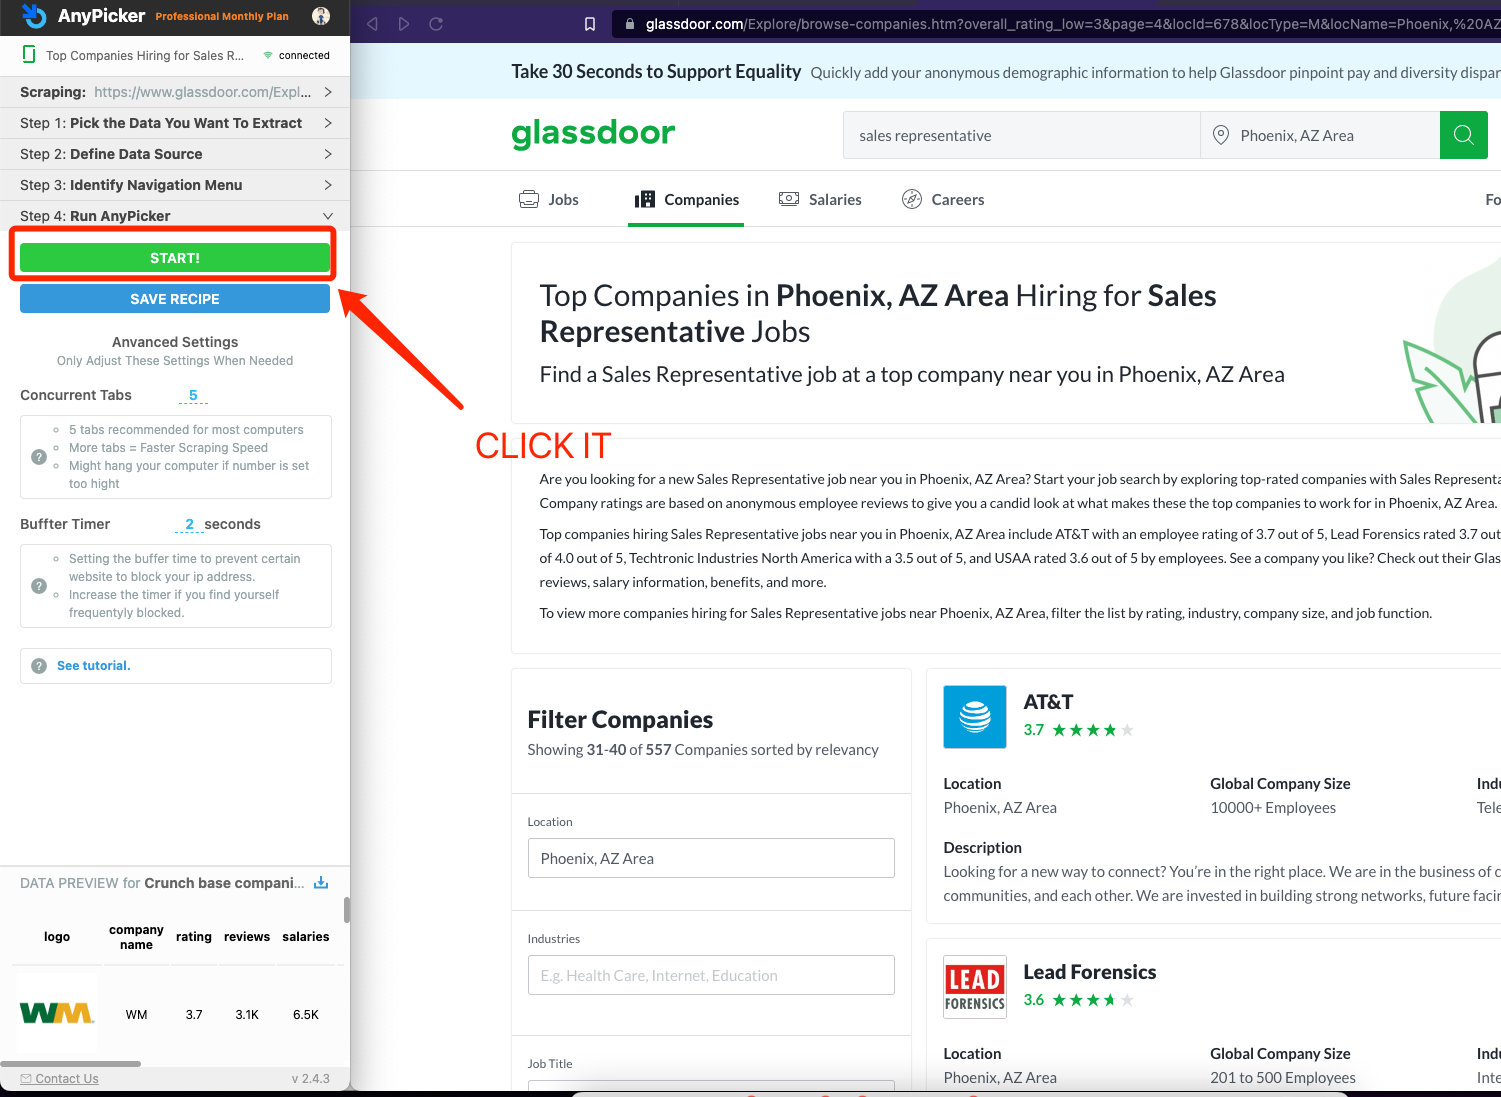 AnyPicker Professional Monthly Plan
Top Companies Hiring for Sales R... connected
Scraping: https://www.glassdoor.com/Expl...
Step 1: Pick the Data You Want To Extract
Step 2: Define Data Source
Step 3: Identify Navigation Menu
Step 4: Run AnyPicker
START!
SAVE RECIPE
Anvanced Settings
Only Adjust These Settings When Needed
Concurrent Tabs 5
5 tabs recommended for most computers
More tabs = Faster Scraping Speed
Might hang your computer if number is set
too hight
Buffter Timer 2 seconds
Setting the buffer time to prevent certain
website to block your ip address.
Increase the timer if you find yourself
frequentyly blocked.
See tutorial.
DATA PREVIEW for Crunch base compani...
logo company name rating reviews salaries
WM WM 3.7 3.1K 6.5K
Contact Us v 2.4.3
glassdoor.com/Explore/browse-companies.htm?overall_rating_low=3&page=4&locId=678&locType=M&locName=Phoenix,%20AZ
Take 30 Seconds to Support Equality Quickly add your anonymous demographic information to help Glassdoor pinpoint pay and diversity dispar
glassdoor
sales representative Phoenix, AZ Area
Jobs Companies Salaries Careers Fo
Top Companies in Phoenix, AZ Area Hiring for Sales
Representative Jobs
Find a Sales Representative job at a top company near you in Phoenix, AZ Area
CLICK IT
Are you looking for a new Sales Representative job near you in Phoenix, AZ Area? Start your job search by exploring top-rated companies with Sales Representa
Company ratings are based on anonymous employee reviews to give you a candid look at what makes these the top companies to work for in Phoenix, AZ Area.
Top companies hiring Sales Representative jobs near you in Phoenix, AZ Area include AT&T with an employee rating of 3.7 out of 5, Lead Forensics rated 3.7 out
of 4.0 out of 5, Techtronic Industries North America with a 3.5 out of 5, and USAA rated 3.6 out of 5 by employees. See a company you like? Check out their Glas
reviews, salary information, benefits, and more.
To view more companies hiring for Sales Representative jobs near Phoenix, AZ Area, filter the list by rating, industry, company size, and job function.
Filter Companies
Showing 31-40 of 557 Companies sorted by relevancy
Location
Phoenix, AZ Area
Industries
E.g. Health Care, Internet, Education
Job Title
AT&T
3.7
Location Global Company Size Indu
Phoenix, AZ Area 10000+ Employees Tele
Description
Looking for a new way to connect? You're in the right place. We are in the business of c
communities, and each other. We are invested in building strong networks, future facin
LEAD
FORENSICS
Lead Forensics
3.6
Location Global Company Size Indu
Phoenix, AZ Area 201 to 500 Employees Inte